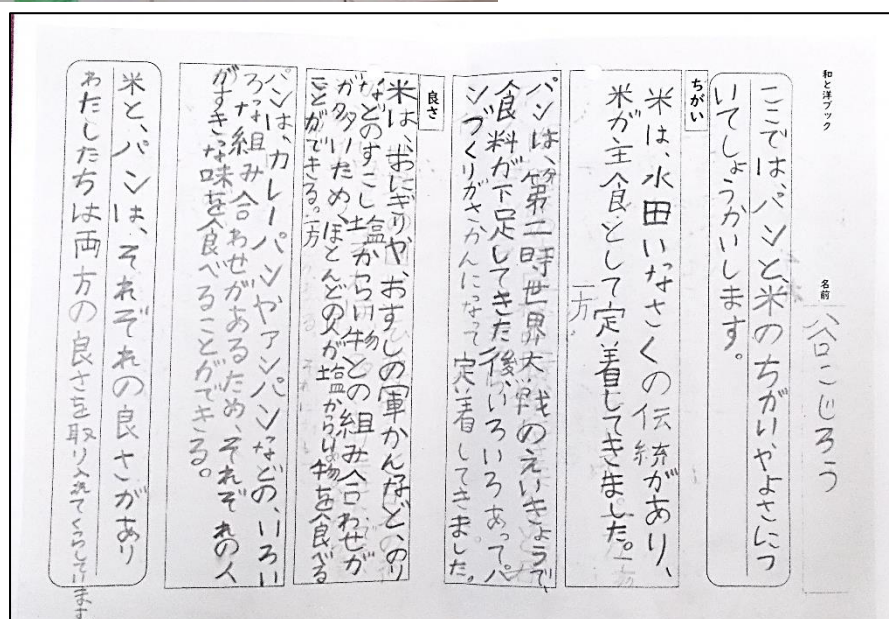 和と洋ブック
名前
谷こじろう
ここでは、パンと、米のちがいやよさにつ
いてしょうかいします。
ちがい
米は、水田いなさくの伝統があり、
米が主食として定着してきました。
一方、
パンは、第二時世界大戦のえいきょうで、
食料が不足してきた後、いろいろあってパ
ンづくりがさかんになって定着してきました。
良さ
米は、おにぎりや、おすしの軍かんなど、のり
などのすこし塩からい物との組み合わせが
多いため、ほとんどの人が塩からい物を食べる
ことができる。一方
パンは、カレーパンやアンパンなどの、いろい
ろな組み合わせがあるため、それぞれの人
がすきな味を食べることができる。
米と、パンは、それぞれの良さがあり
わたしたちは両方の良さを取り入れてくらしています